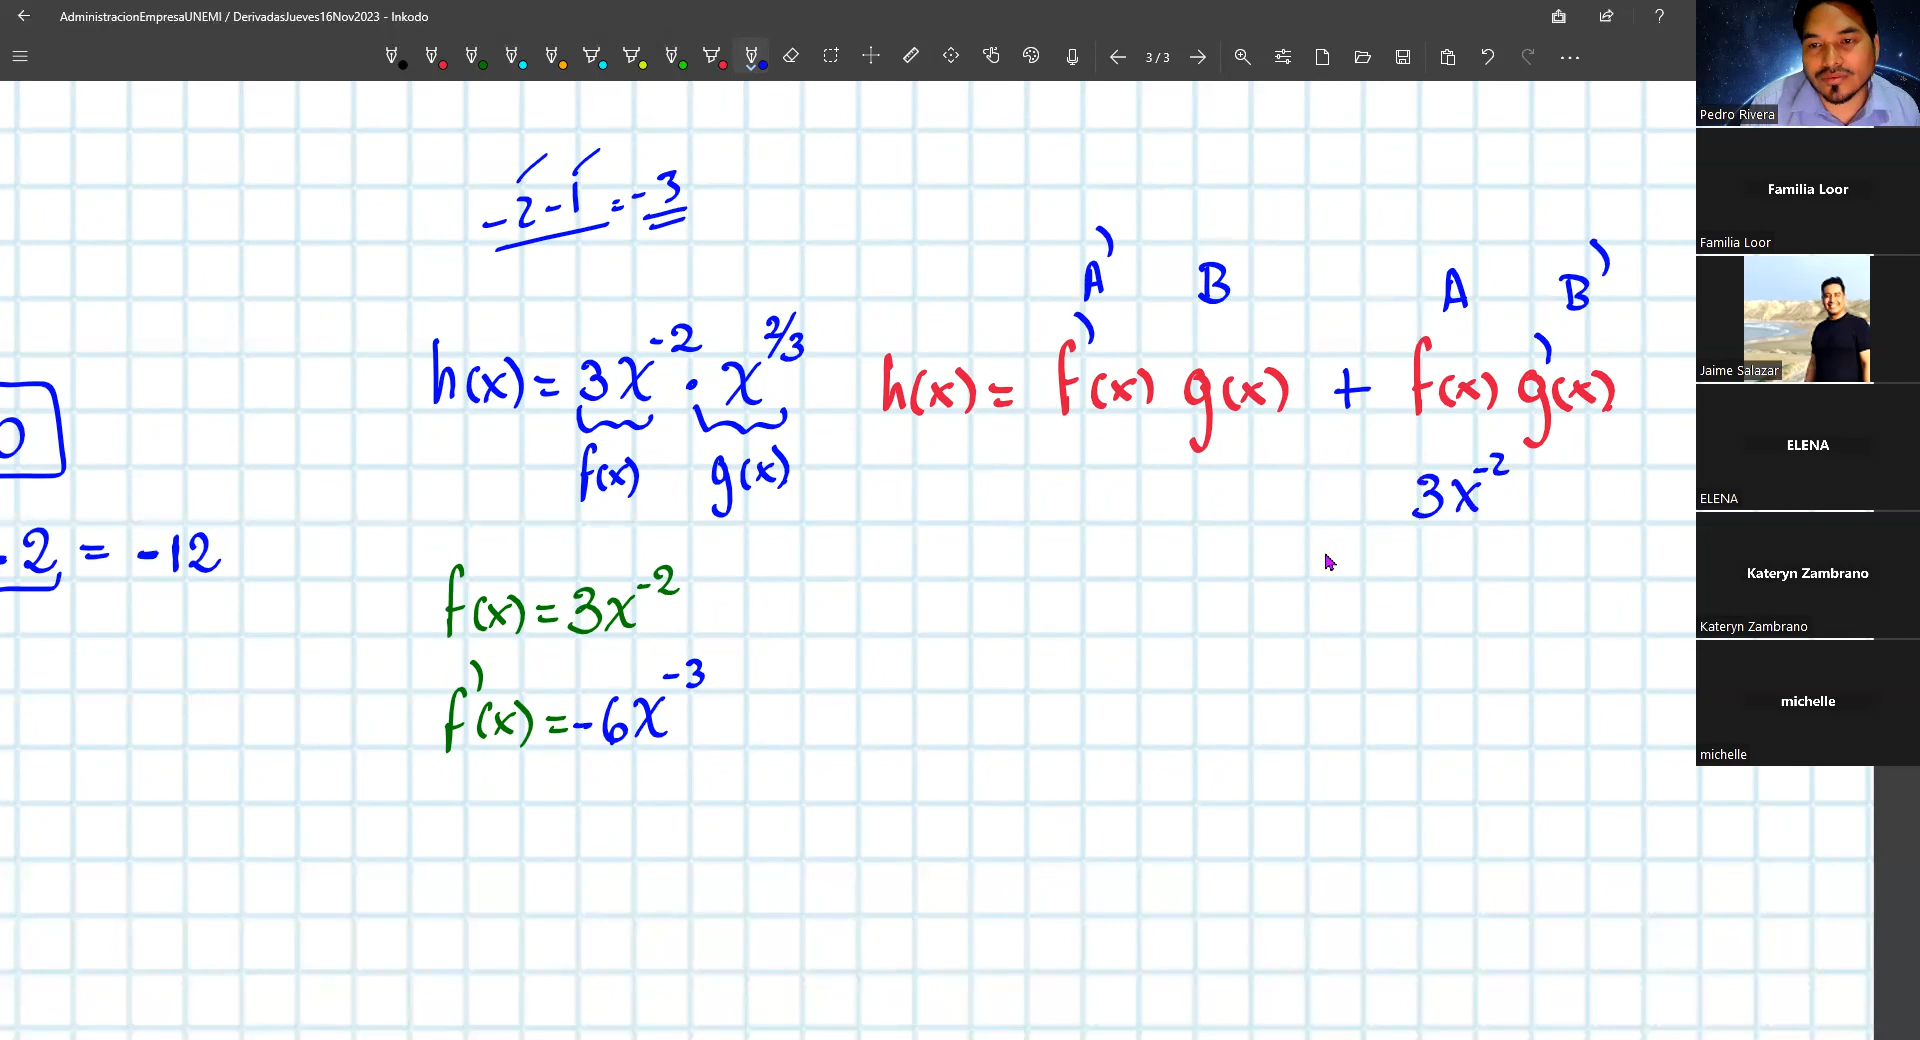 AdministracionEmpresaUNEMI / DerivadasJueves16Nov2023 - Inkodo
?
3 / 3
...
Pedro Rivera
Familia Loor
Familia Loor
Jaime Salazar
ELENA
ELENA
Kateryn Zambrano
Kateryn Zambrano
michelle
michelle
-2-1=-3
A' B A B'
h(x)= 3x^-2 · x^2/3
f(x) g(x)
h(x)= f'(x) g(x) + f(x) g'(x)
3x^-2
0
·2 = -12
f(x)=3x^-2
f'(x)=-6x^-3